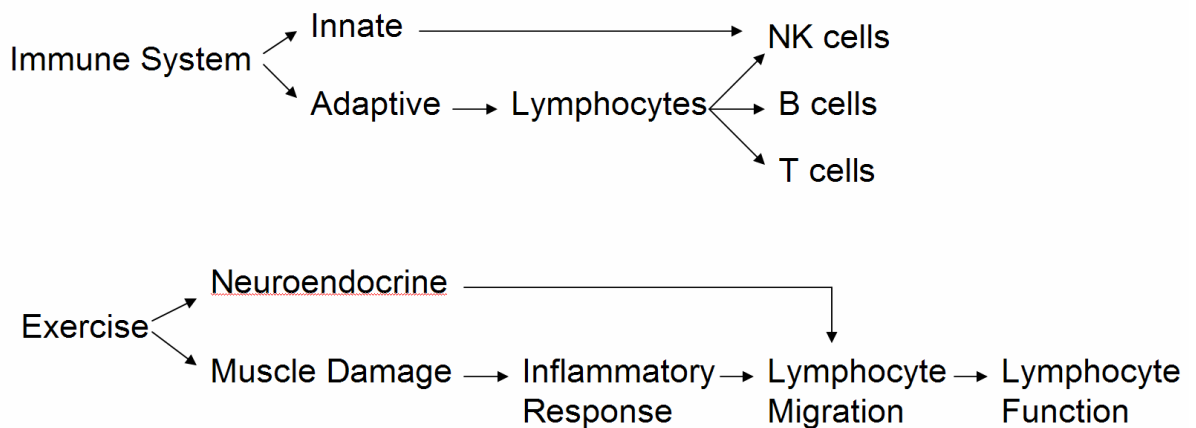 Innate
NK cells
Immune System
Adaptive
Lymphocytes
B cells
T cells
Neuroendocrine
Exercise
Muscle Damage
Inflammatory
Response
Lymphocyte
Migration
Lymphocyte
Function